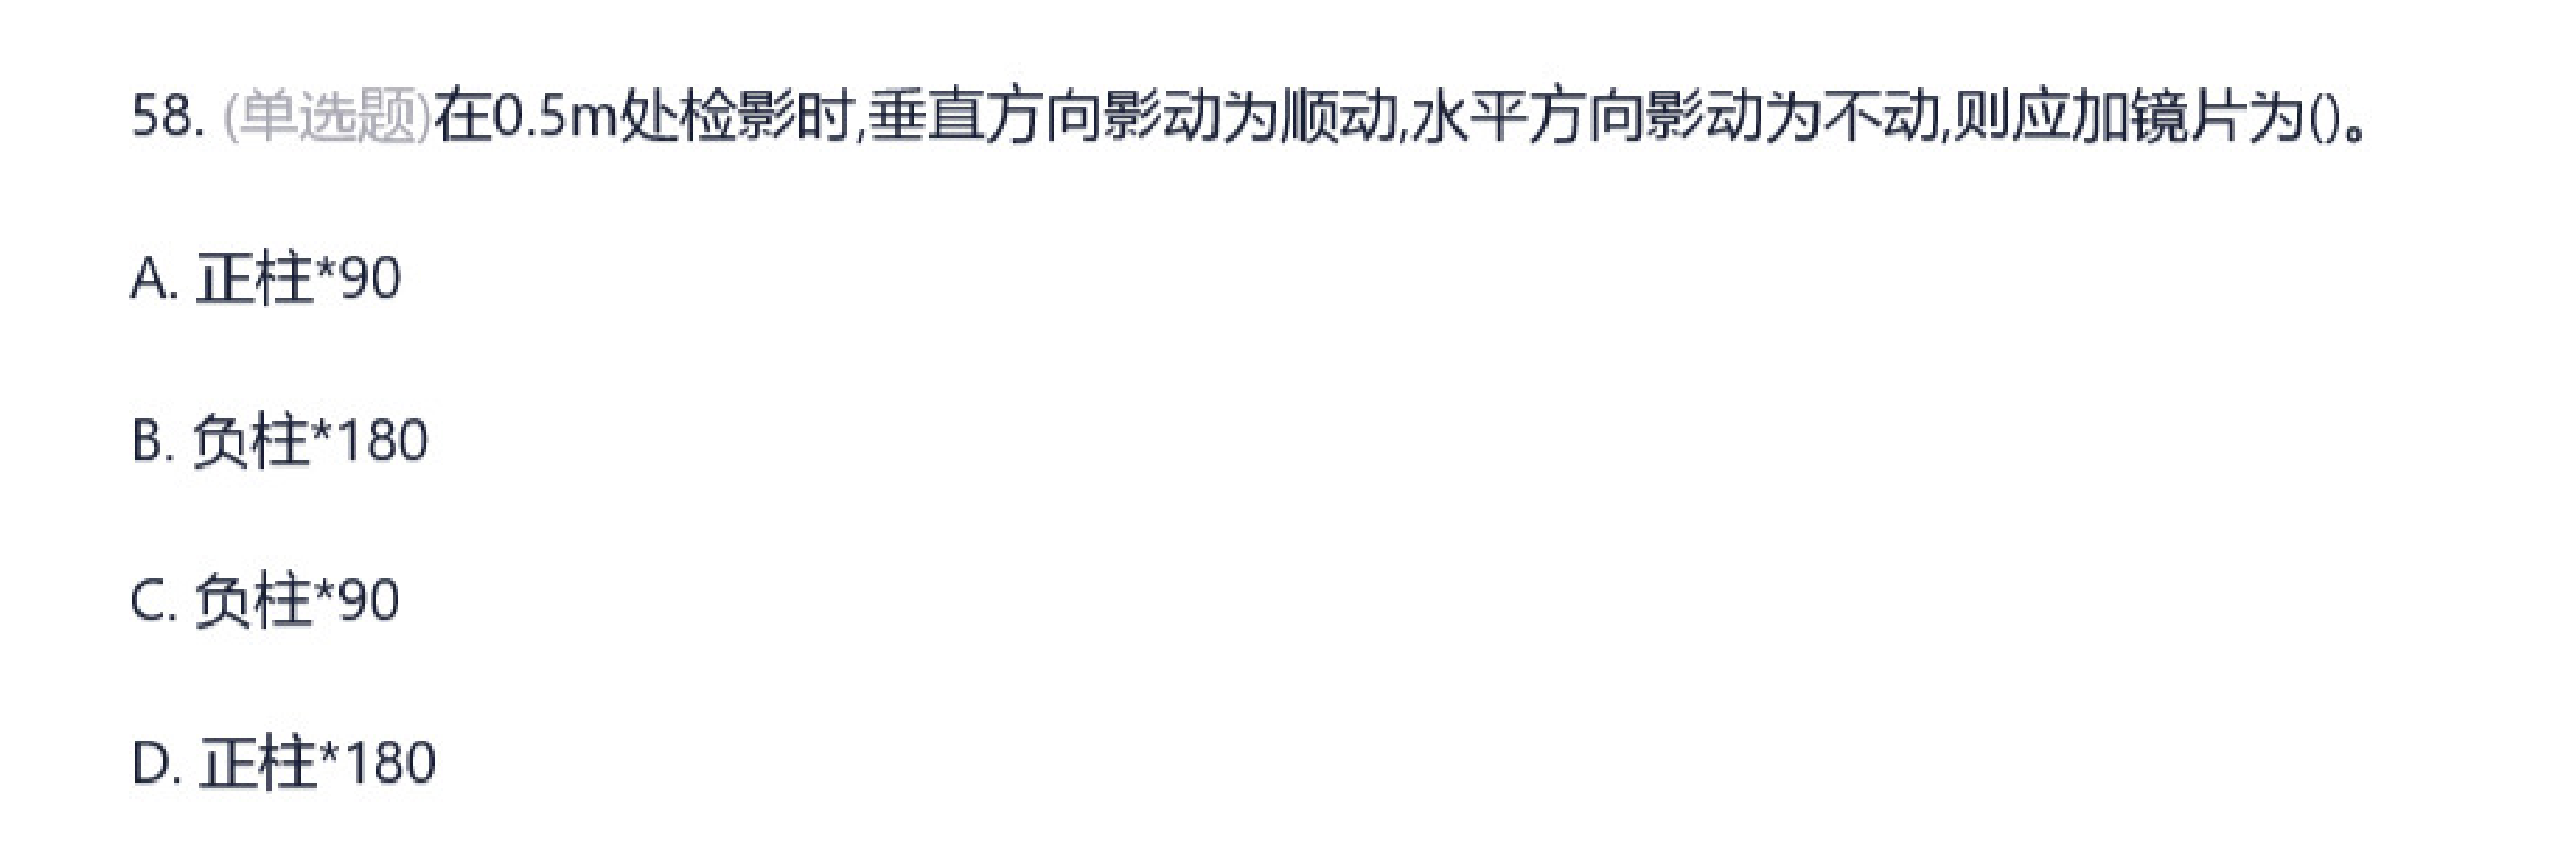 58. (单选题)在0.5m处检影时,垂直方向影动为顺动,水平方向影动为不动,则应加镜片为()。
A. 正柱*90
B. 负柱*180
C. 负柱*90
D. 正柱*180